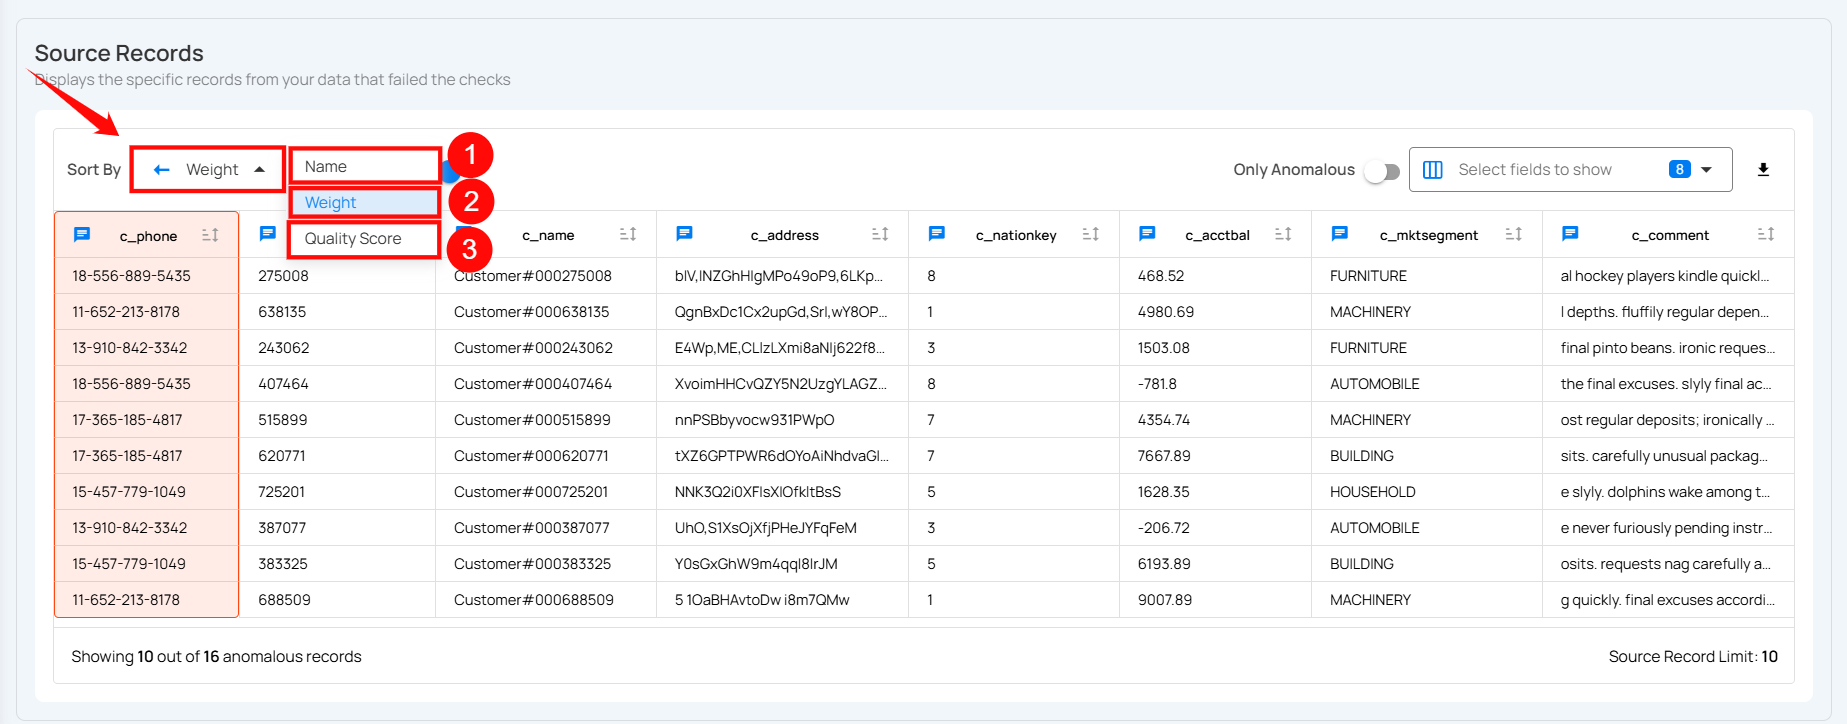 Source Records
Displays the specific records from your data that failed the checks
Sort By Weight Name 1 Only Anomalous Select fields to show 8
Weight 2
Quality Score 3
c_phone c_name c_address c_nationkey c_acctbal c_mktsegment c_comment
18-556-889-5435 275008 Customer#000275008 bIV,INZGhHlgMPo49oP9,6LKp... 8 468.52 FURNITURE al hockey players kindle quickl...
11-652-213-8178 638135 Customer#000638135 QgnBxDc1Cx2upGd,Srl,wY8OP... 1 4980.69 MACHINERY l depths. fluffily regular depen...
13-910-842-3342 243062 Customer#000243062 E4Wp,ME,CLlzLXmi8aNIj622f8... 3 1503.08 FURNITURE final pinto beans. ironic reques...
18-556-889-5435 407464 Customer#000407464 XvoimHHCvQZY5N2UzgYLAGZ... 8 -781.8 AUTOMOBILE the final excuses. slyly final ac...
17-365-185-4817 515899 Customer#000515899 nnPSBbyvocw931PWpO 7 4354.74 MACHINERY ost regular deposits; ironically ...
17-365-185-4817 620771 Customer#000620771 tXZ6GPTPWR6dOYoAiNhdvaGl... 7 7667.89 BUILDING sits. carefully unusual packag...
15-457-779-1049 725201 Customer#000725201 NNK3Q2i0XFlsXlOfkltBsS 5 1628.35 HOUSEHOLD e slyly. dolphins wake among t...
13-910-842-3342 387077 Customer#000387077 UhO,S1XsOjXfjPHeJYFqFeM 3 -206.72 AUTOMOBILE e never furiously pending instr...
15-457-779-1049 383325 Customer#000383325 Y0sGxGhW9m4qql8IrJM 5 6193.89 BUILDING osits. requests nag carefully a...
11-652-213-8178 688509 Customer#000688509 5 1OaBHAvtoDw i8m7QMw 1 9007.89 MACHINERY g quickly. final excuses accordi...
Showing 10 out of 16 anomalous records Source Record Limit: 10